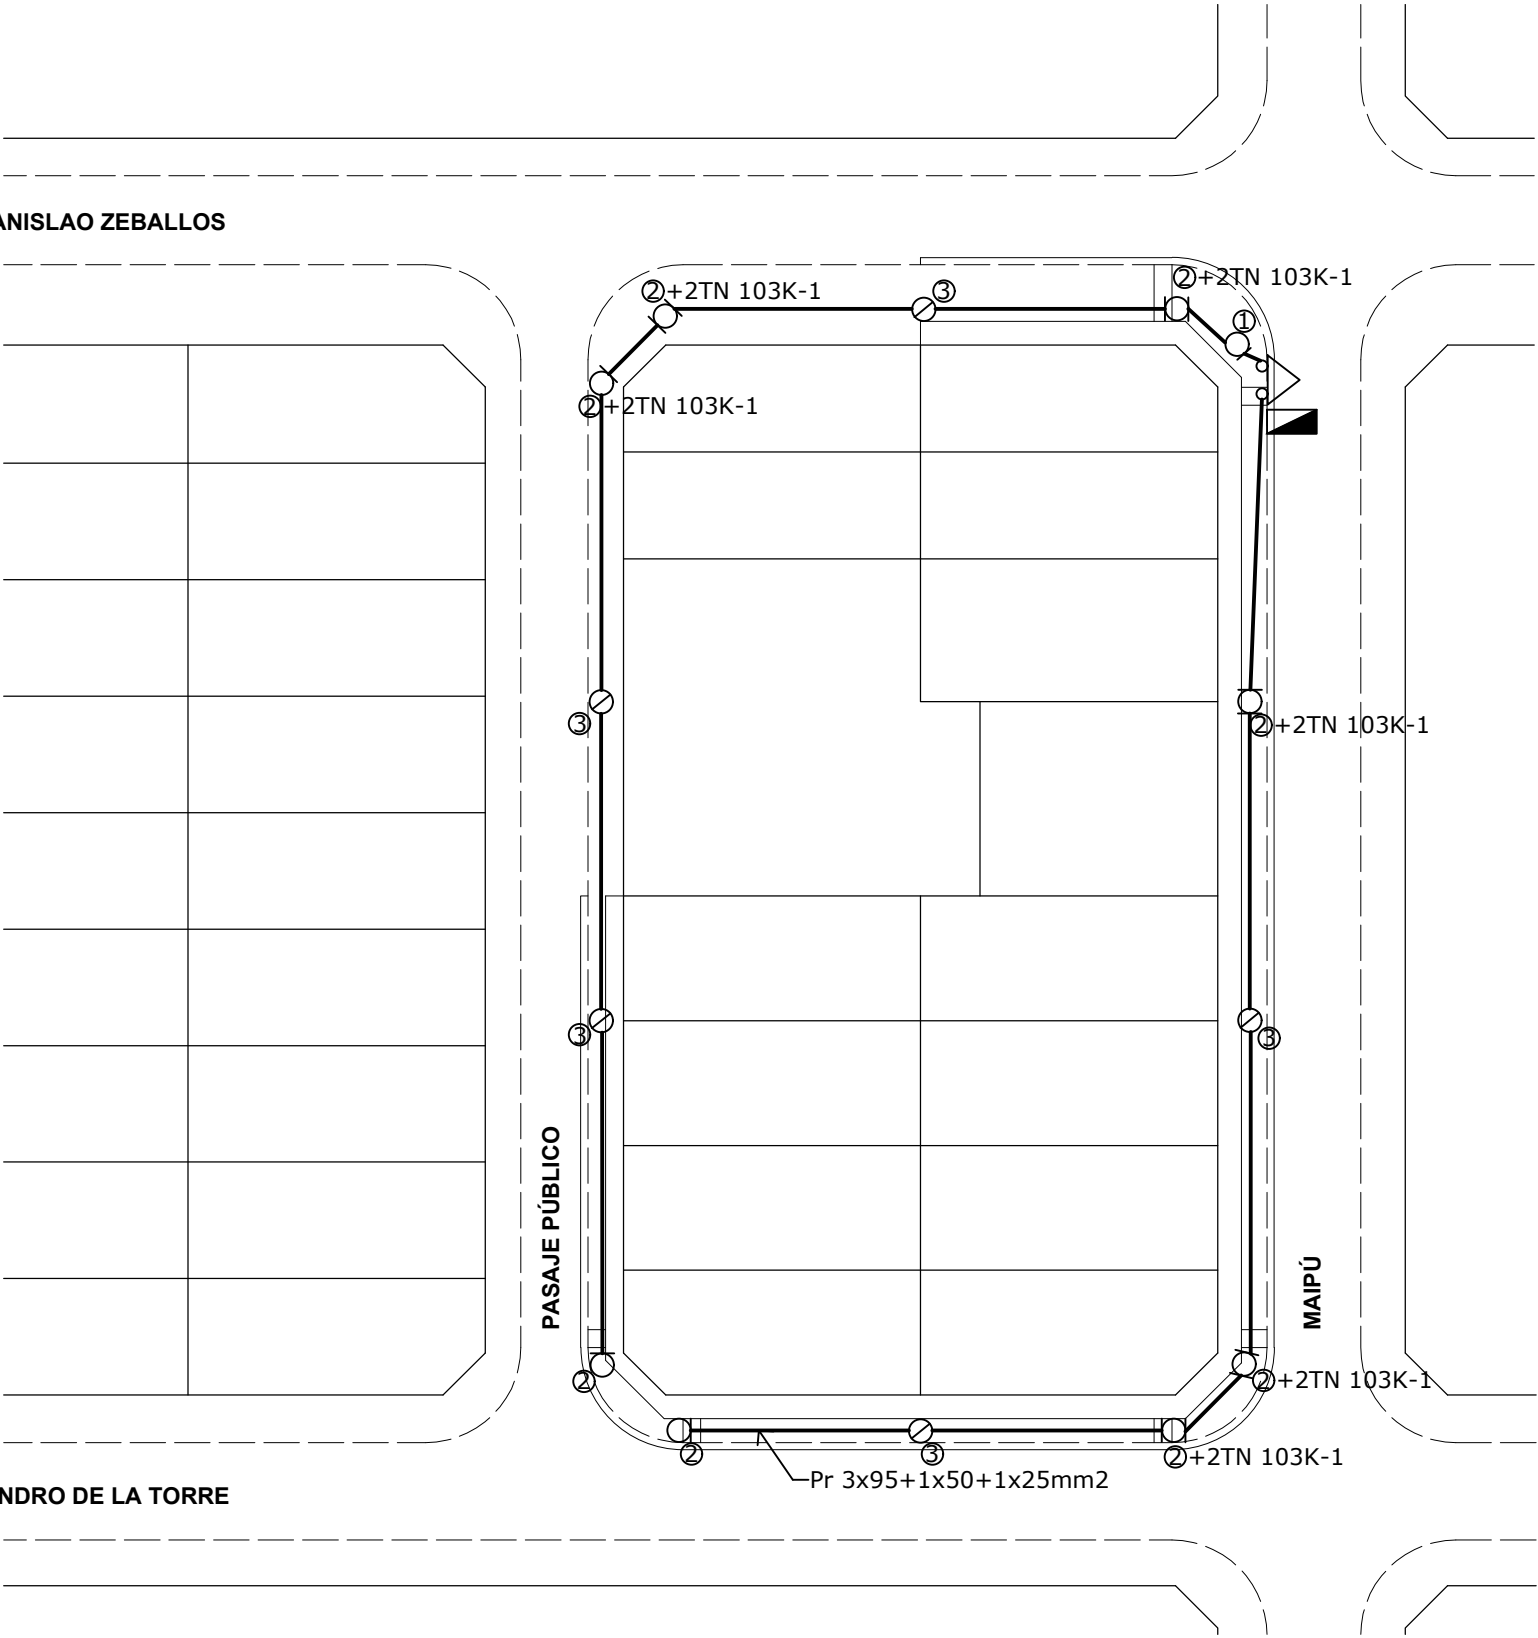 ANISLAO ZEBALLOS
2+2TN 103K-1
3
2+2TN 103K-1
1
2+2TN 103K-1
3
2+2TN 103K-1
3
3
PASAJE PÚBLICO
MAIPÚ
2
2+2TN 103K-1
2
3
2+2TN 103K-1
Pr 3x95+1x50+1x25mm2
NDRO DE LA TORRE